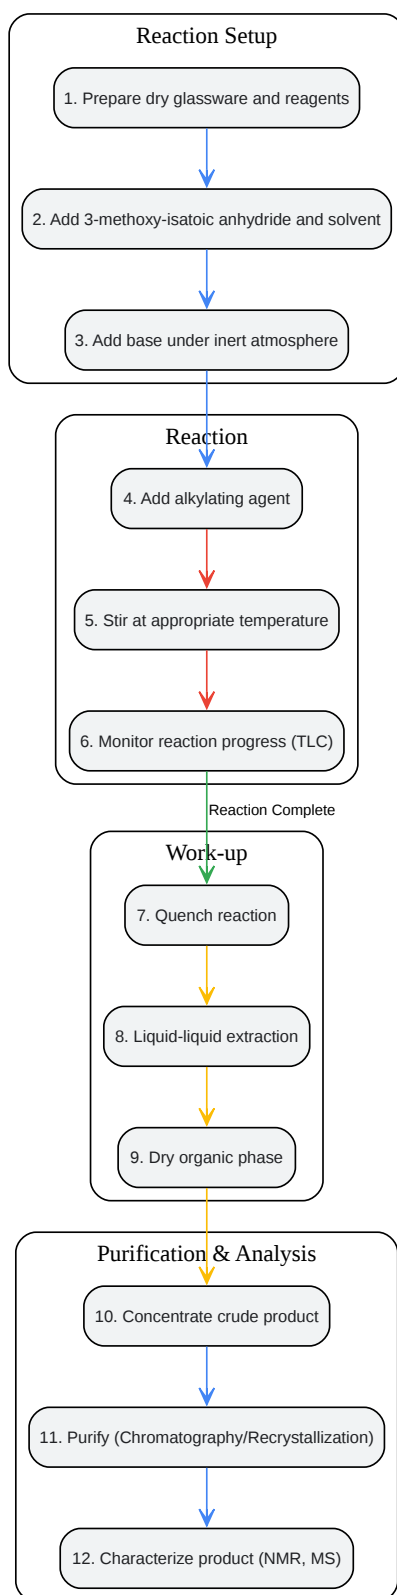 Reaction Setup
1. Prepare dry glassware and reagents
2. Add 3-methoxy-isatoic anhydride and solvent
3. Add base under inert atmosphere
Reaction
4. Add alkylating agent
5. Stir at appropriate temperature
6. Monitor reaction progress (TLC)
Reaction Complete
Work-up
7. Quench reaction
8. Liquid-liquid extraction
9. Dry organic phase
Purification & Analysis
10. Concentrate crude product
11. Purify (Chromatography/Recrystallization)
12. Characterize product (NMR, MS)